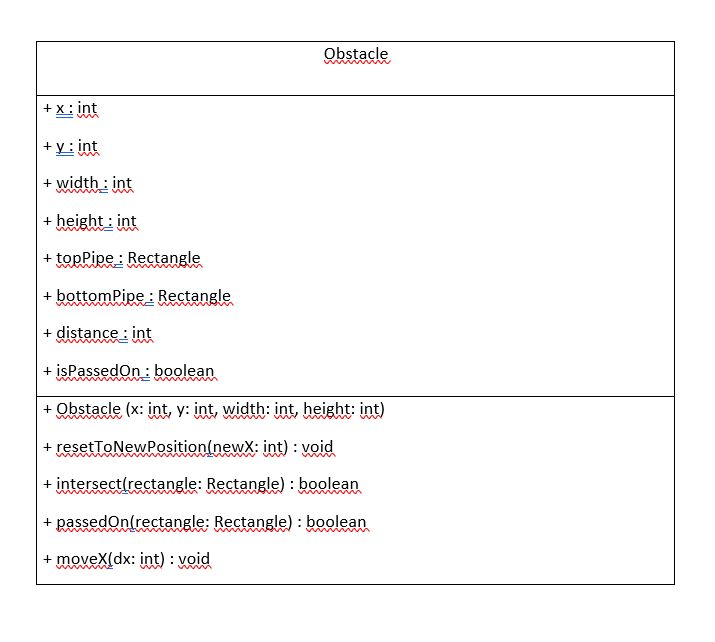 Obstacle
+ x : int
+ y : int
+ width : int
+ height : int
+ topPipe : Rectangle
+ bottomPipe : Rectangle
+ distance : int
+ isPassedOn : boolean
+ Obstacle (x: int, y: int, width: int, height: int)
+ resetToNewPosition(newX: int) : void
+ intersect(rectangle: Rectangle) : boolean
+ passedOn(rectangle: Rectangle) : boolean
+ moveX(dx: int) : void